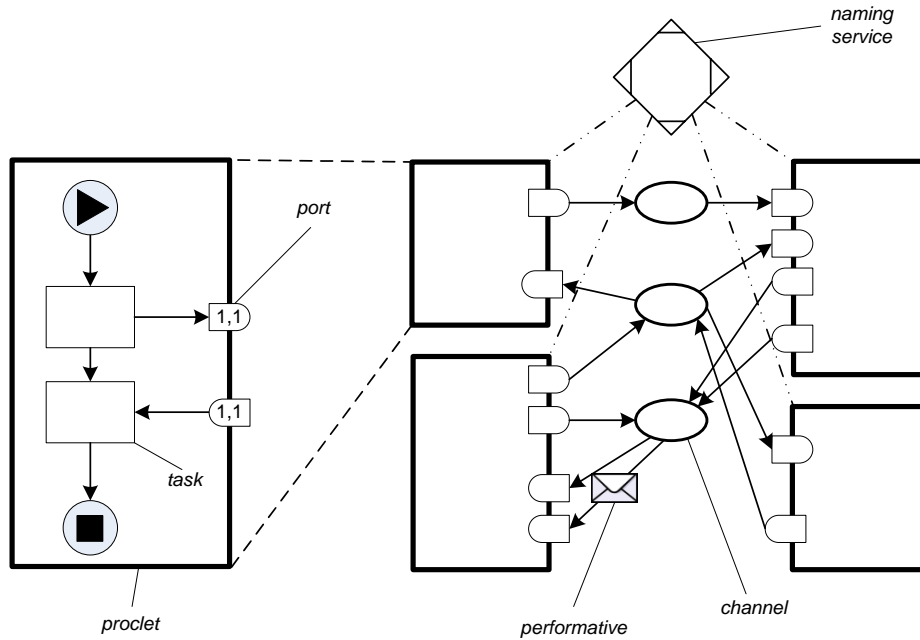 naming
service
port
1,1
1,1
task
proclet
performative
channel